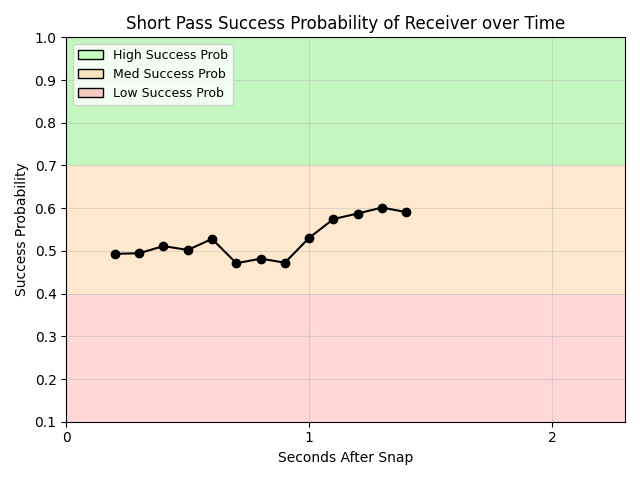 Short Pass Success Probability of Receiver over Time
1.0
0.9
0.8
0.7
0.6
0.5
0.4
0.3
0.2
0.1
Success Probability
High Success Prob
Med Success Prob
Low Success Prob
0 1 2
Seconds After Snap